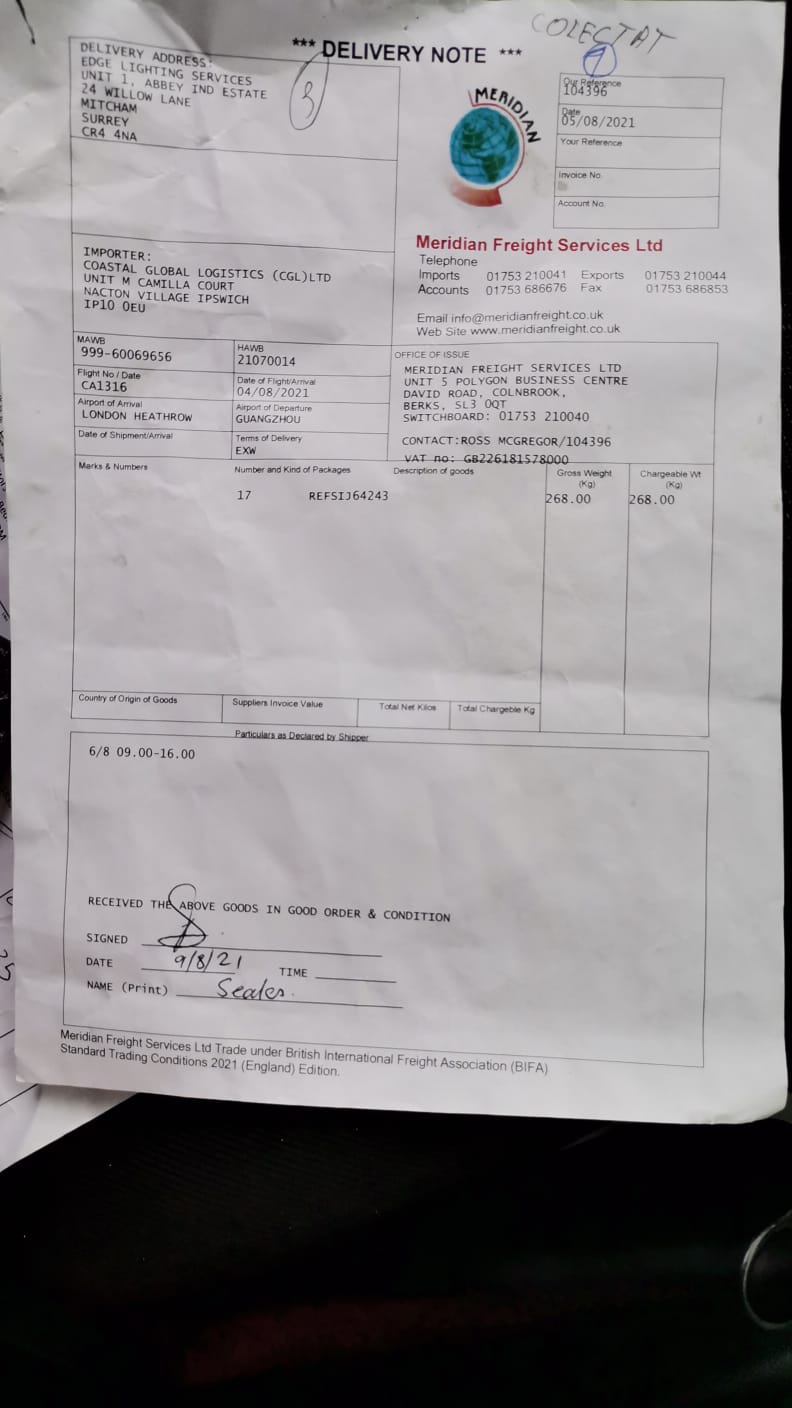 COLECTAT
*** DELIVERY NOTE ***
1
3
DELIVERY ADDRESS:
EDGE LIGHTING SERVICES
UNIT 1, ABBEY IND ESTATE
24 WILLOW LANE
MITCHAM
SURREY
CR4 4NA
MERIDIAN
Our Reference
104396
Date
05/08/2021
Your Reference
Invoice No.
Account No.
IMPORTER:
COASTAL GLOBAL LOGISTICS (CGL)LTD
UNIT M CAMILLA COURT
NACTON VILLAGE IPSWICH
IP10 0EU
Meridian Freight Services Ltd
Telephone
Imports 01753 210041 Exports 01753 210044
Accounts 01753 686676 Fax 01753 686853
Email info@meridianfreight.co.uk
Web Site www.meridianfreight.co.uk
MAWB
999-60069656
HAWB
21070014
Flight No / Date
CA1316
Date of Flight/Arrival
04/08/2021
Airport of Arrival
LONDON HEATHROW
Airport of Departure
GUANGZHOU
Date of Shipment/Arrival
Terms of Delivery
EXW
OFFICE OF ISSUE
MERIDIAN FREIGHT SERVICES LTD
UNIT 5 POLYGON BUSINESS CENTRE
DAVID ROAD, COLNBROOK,
BERKS, SL3 0QT
SWITCHBOARD: 01753 210040
CONTACT:ROSS MCGREGOR/104396
VAT no: GB226181578000
Marks & Numbers Number and Kind of Packages Description of goods Gross Weight (Kg) Chargeable Wt (Kg)
17 REFSIJ64243 268.00 268.00
Country of Origin of Goods Suppliers Invoice Value Total Net Kilos Total Chargeble Kg
Particulars as Declared by Shipper
6/8 09.00-16.00
RECEIVED THE ABOVE GOODS IN GOOD ORDER & CONDITION
SIGNED
DATE 9/8/21 TIME
NAME (Print) Seales.
Meridian Freight Services Ltd Trade under British International Freight Association (BIFA)
Standard Trading Conditions 2021 (England) Edition.